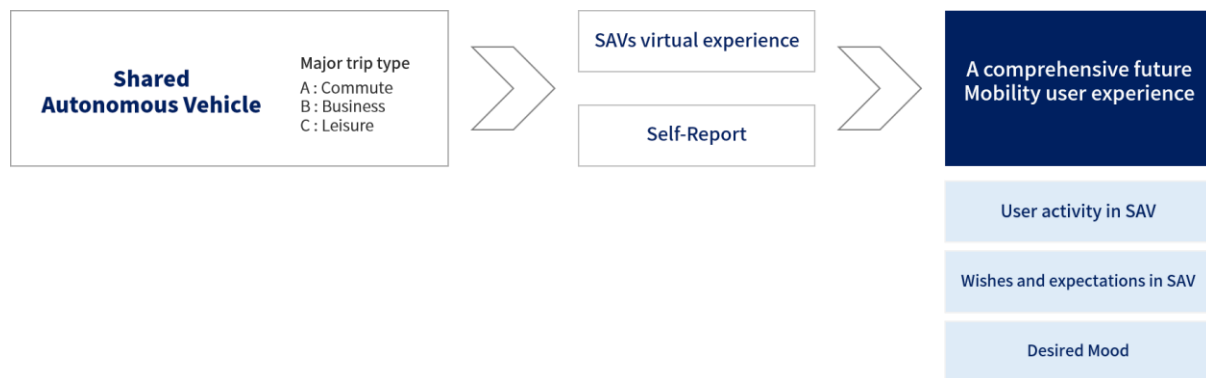 Shared
Autonomous Vehicle
Major trip type
A : Commute
B : Business
C : Leisure
SAVs virtual experience
Self-Report
A comprehensive future
Mobility user experience
User activity in SAV
Wishes and expectations in SAV
Desired Mood